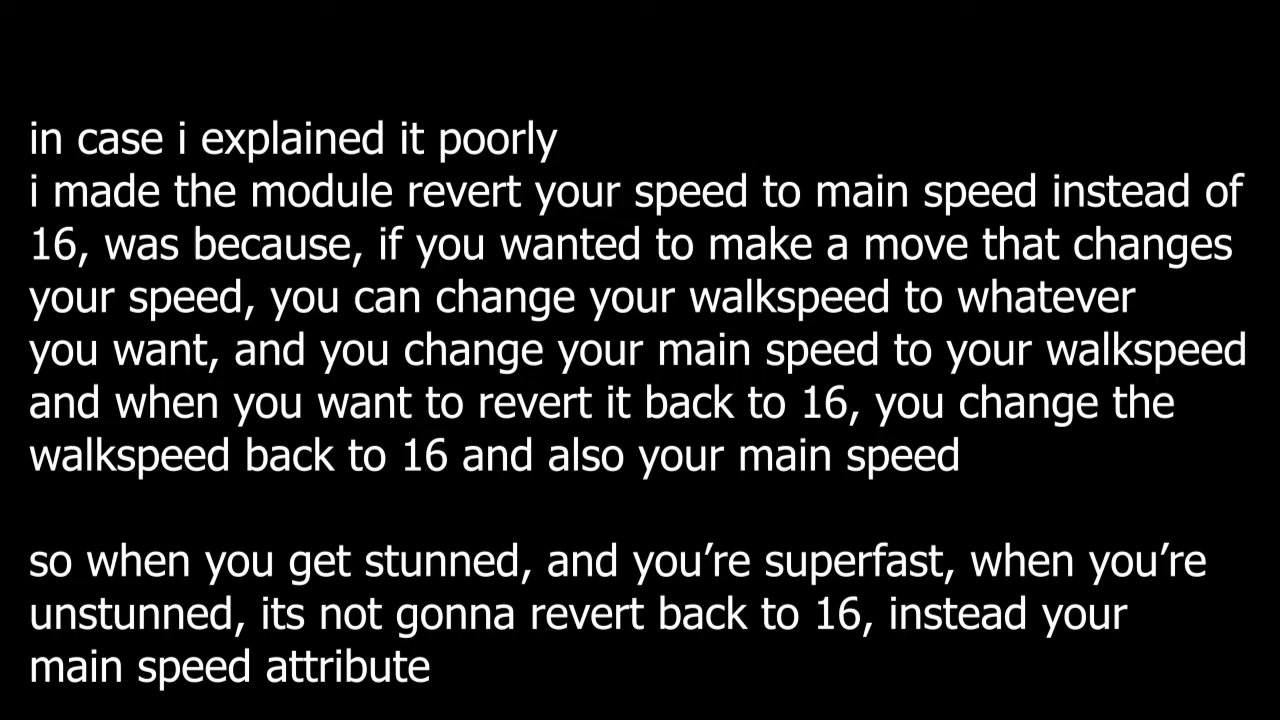 in case i explained it poorly
i made the module revert your speed to main speed instead of
16, was because, if you wanted to make a move that changes
your speed, you can change your walkspeed to whatever
you want, and you change your main speed to your walkspeed
and when you want to revert it back to 16, you change the
walkspeed back to 16 and also your main speed
so when you get stunned, and you’re superfast, when you’re
unstunned, its not gonna revert back to 16, instead your
main speed attribute